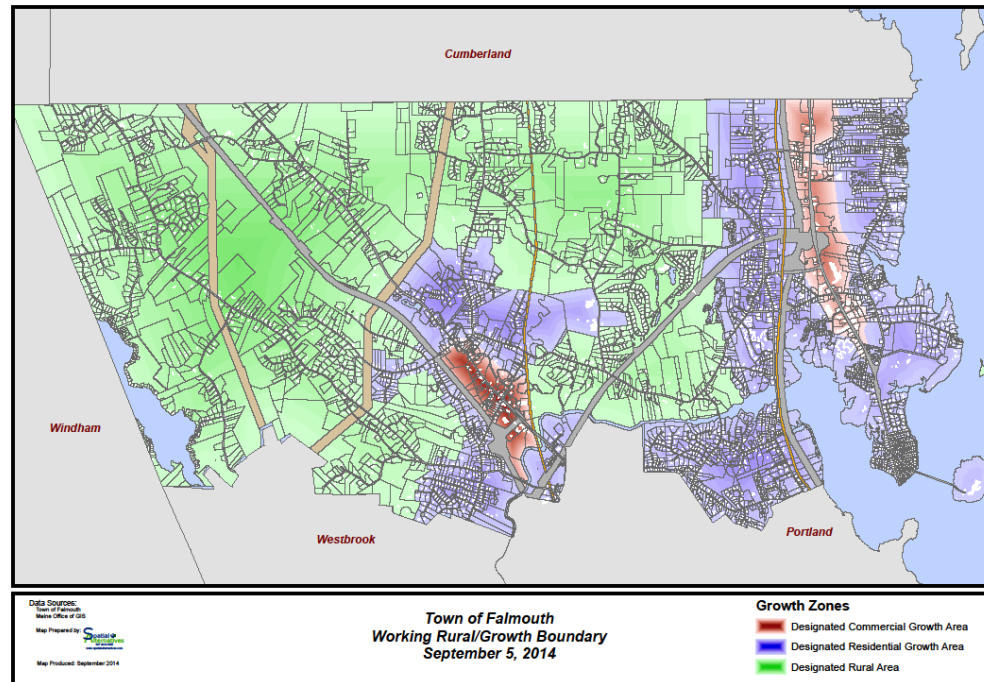 Cumberland
Windham
Westbrook
Portland
Data Sources:
Town of Falmouth
Maine Office of GIS
Map Prepared by:
Spatial
Alternatives
Map Produced: September 2014
Town of Falmouth
Working Rural/Growth Boundary
September 5, 2014
Growth Zones
Designated Commercial Growth Area
Designated Residential Growth Area
Designated Rural Area